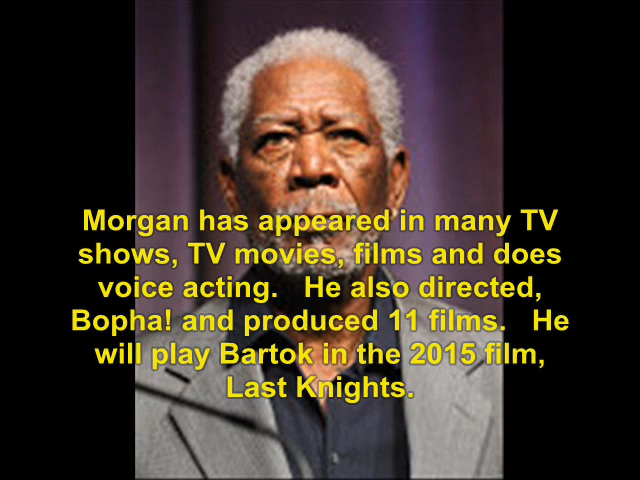 Morgan has appeared in many TV
shows, TV movies, films and does
voice acting.   He also directed,
Bopha! and produced 11 films.   He
will play Bartok in the 2015 film,
Last Knights.